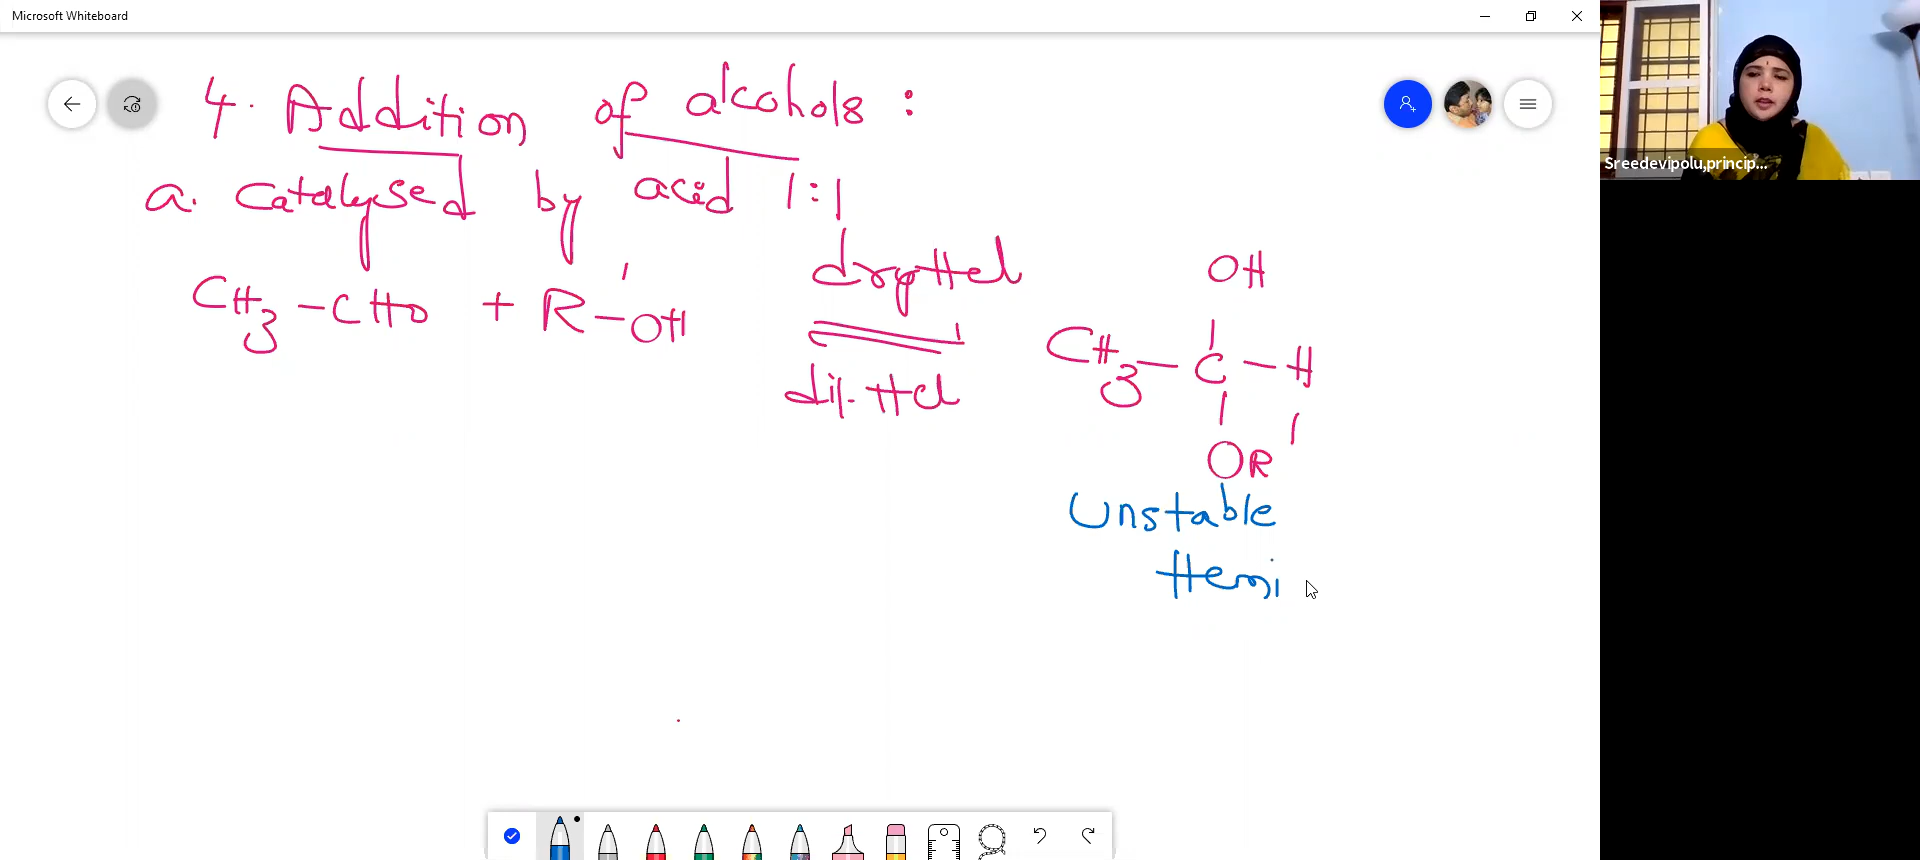 Microsoft Whiteboard
4. Addition of alcohols :
a. Catalysed by acid 1:1
CH3-CHO + R'-OH
dry HCl
dil. HCl
OH
CH3-C-H
OR'
Unstable
Hemi
Sreedevipolu,princip...